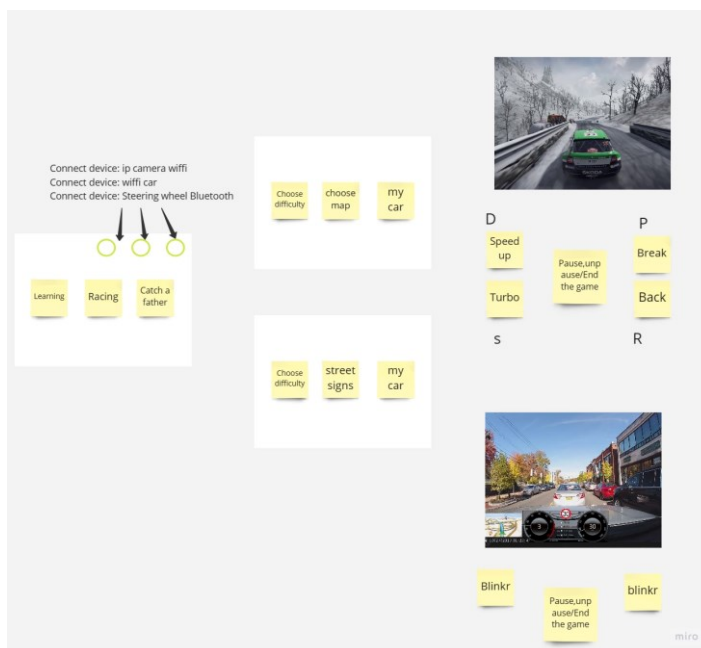 Connect device: ip camera wiffi
Connect device: wiffi car
Connect device: Steering wheel Bluetooth
Learning
Racing
Catch a
father
Choose
difficulty
choose
map
my
car
Choose
difficulty
street
signs
my
car
D
P
Speed
up
Pause,unp
ause/End
the game
Break
Turbo
Back
s
R
3
30
Blinkr
Pause,unp
ause/End
the game
blinkr
miro